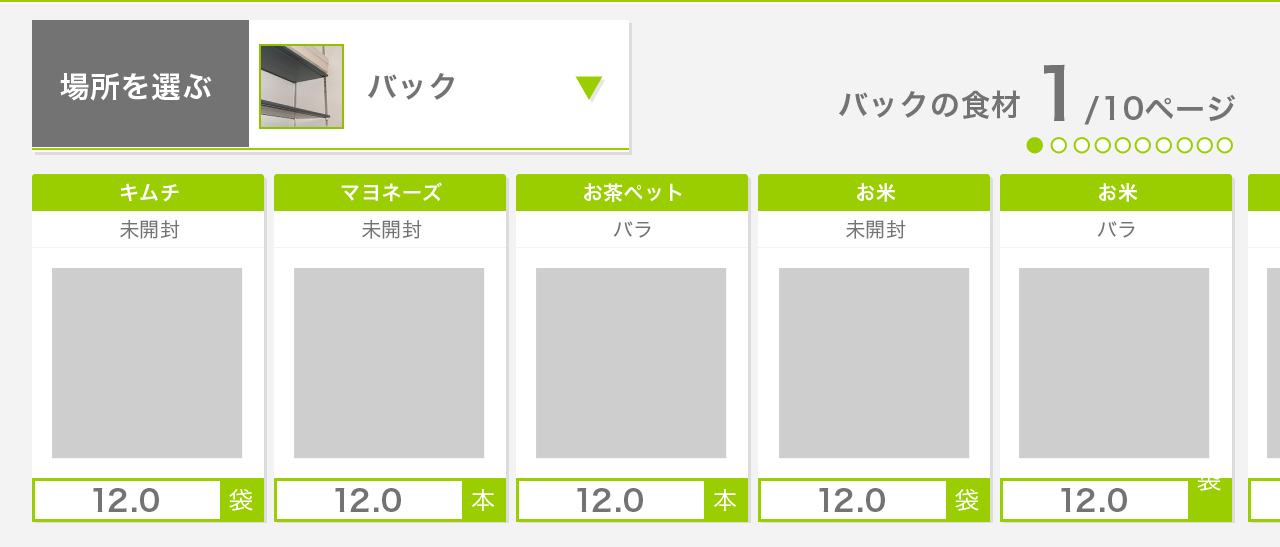 場所を選ぶ
バック
バックの食材 1 /10ページ
キムチ
未開封
12.0 袋
マヨネーズ
未開封
12.0 本
お茶ペット
バラ
12.0 本
お米
未開封
12.0 袋
お米
バラ
12.0 袋